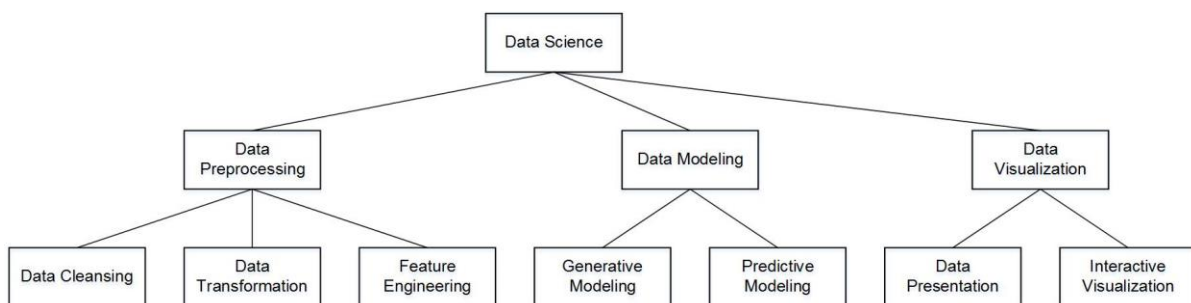 Data Science
Data
Preprocessing
Data Modeling
Data
Visualization
Data Cleansing
Data
Transformation
Feature
Engineering
Generative
Modeling
Predictive
Modeling
Data
Presentation
Interactive
Visualization